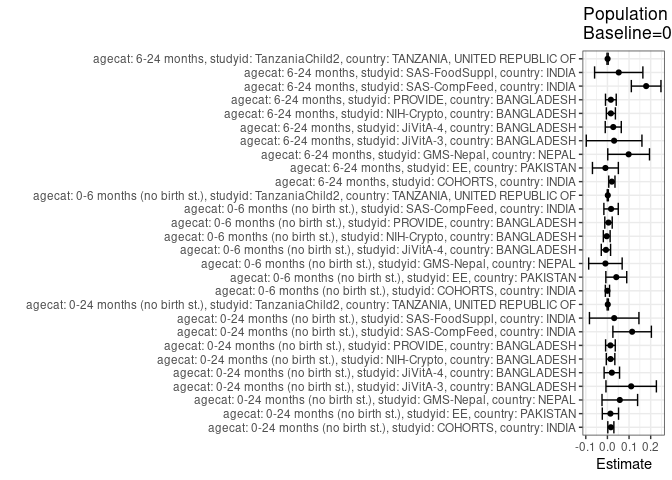 Population
Baseline=0
agecat: 6-24 months, studyid: TanzaniaChild2, country: TANZANIA, UNITED REPUBLIC OF
agecat: 6-24 months, studyid: SAS-FoodSuppl, country: INDIA
agecat: 6-24 months, studyid: SAS-CompFeed, country: INDIA
agecat: 6-24 months, studyid: PROVIDE, country: BANGLADESH
agecat: 6-24 months, studyid: NIH-Crypto, country: BANGLADESH
agecat: 6-24 months, studyid: JiVitA-4, country: BANGLADESH
agecat: 6-24 months, studyid: JiVitA-3, country: BANGLADESH
agecat: 6-24 months, studyid: GMS-Nepal, country: NEPAL
agecat: 6-24 months, studyid: EE, country: PAKISTAN
agecat: 6-24 months, studyid: COHORTS, country: INDIA
agecat: 0-6 months (no birth st.), studyid: TanzaniaChild2, country: TANZANIA, UNITED REPUBLIC OF
agecat: 0-6 months (no birth st.), studyid: SAS-CompFeed, country: INDIA
agecat: 0-6 months (no birth st.), studyid: PROVIDE, country: BANGLADESH
agecat: 0-6 months (no birth st.), studyid: NIH-Crypto, country: BANGLADESH
agecat: 0-6 months (no birth st.), studyid: JiVitA-4, country: BANGLADESH
agecat: 0-6 months (no birth st.), studyid: GMS-Nepal, country: NEPAL
agecat: 0-6 months (no birth st.), studyid: EE, country: PAKISTAN
agecat: 0-6 months (no birth st.), studyid: COHORTS, country: INDIA
agecat: 0-24 months (no birth st.), studyid: TanzaniaChild2, country: TANZANIA, UNITED REPUBLIC OF
agecat: 0-24 months (no birth st.), studyid: SAS-FoodSuppl, country: INDIA
agecat: 0-24 months (no birth st.), studyid: SAS-CompFeed, country: INDIA
agecat: 0-24 months (no birth st.), studyid: PROVIDE, country: BANGLADESH
agecat: 0-24 months (no birth st.), studyid: NIH-Crypto, country: BANGLADESH
agecat: 0-24 months (no birth st.), studyid: JiVitA-4, country: BANGLADESH
agecat: 0-24 months (no birth st.), studyid: JiVitA-3, country: BANGLADESH
agecat: 0-24 months (no birth st.), studyid: GMS-Nepal, country: NEPAL
agecat: 0-24 months (no birth st.), studyid: EE, country: PAKISTAN
agecat: 0-24 months (no birth st.), studyid: COHORTS, country: INDIA
-0.1 0.0 0.1 0.2
Estimate